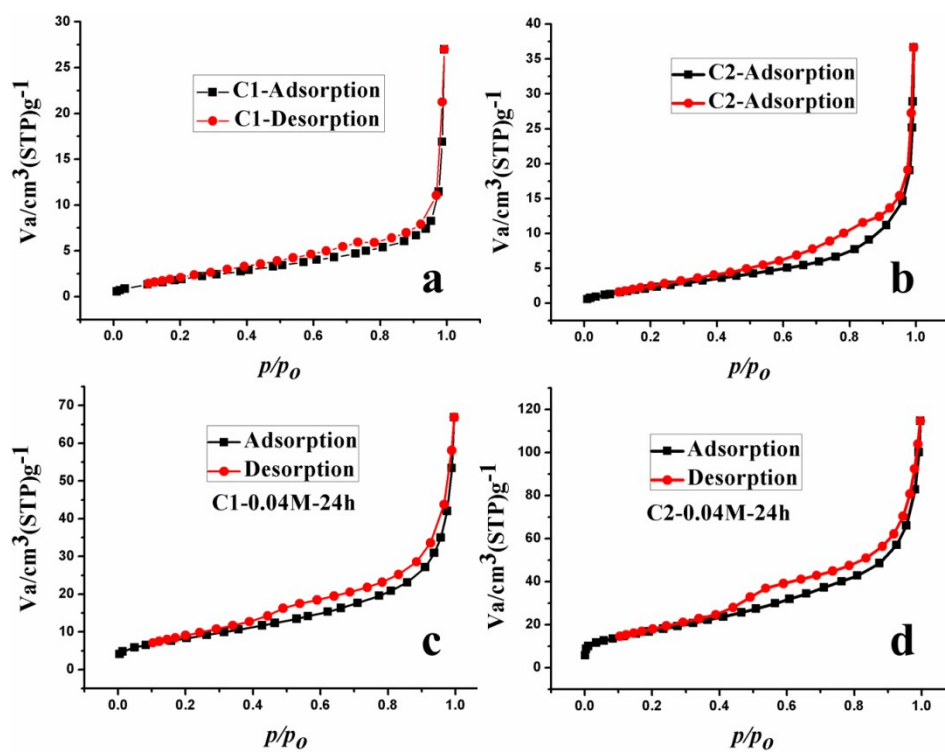 30
25
20
15
10
5
0
Va/cm³(STP)g⁻¹
C1-Adsorption
C1-Desorption
a
0.0 0.2 0.4 0.6 0.8 1.0
p/pₒ
40
35
30
25
20
15
10
5
0
Va/cm³(STP)g⁻¹
C2-Adsorption
C2-Adsorption
b
0.0 0.2 0.4 0.6 0.8 1.0
p/pₒ
70
60
50
40
30
20
10
0
Va/cm³(STP)g⁻¹
Adsorption
Desorption
C1-0.04M-24h
c
0.0 0.2 0.4 0.6 0.8 1.0
p/pₒ
120
100
80
60
40
20
0
Va/cm³(STP)g⁻¹
Adsorption
Desorption
C2-0.04M-24h
d
0.0 0.2 0.4 0.6 0.8 1.0
p/pₒ